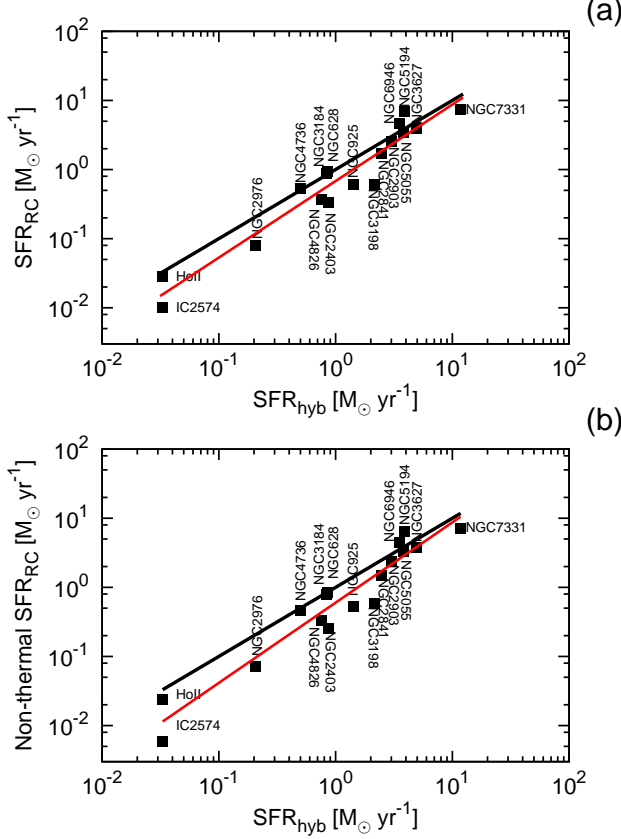 (a)
10²
10¹
10⁰
10⁻¹
10⁻²
SFR_RC [M⊙ yr⁻¹]
HoII
IC2574
NGC2976
NGC4736
NGC3184
NGC628
NGC4826
NGC2403
NGC925
NGC3198
NGC2841
NGC2903
NGC5055
NGC6946
NGC5194
NGC3627
NGC7331
10⁻² 10⁻¹ 10⁰ 10¹ 10²
SFR_hyb [M⊙ yr⁻¹]
(b)
10²
10¹
10⁰
10⁻¹
10⁻²
Non-thermal SFR_RC [M⊙ yr⁻¹]
HoII
IC2574
NGC2976
NGC4736
NGC3184
NGC628
NGC4826
NGC2403
NGC925
NGC3198
NGC2841
NGC2903
NGC5055
NGC6946
NGC5194
NGC3627
NGC7331
10⁻² 10⁻¹ 10⁰ 10¹ 10²
SFR_hyb [M⊙ yr⁻¹]